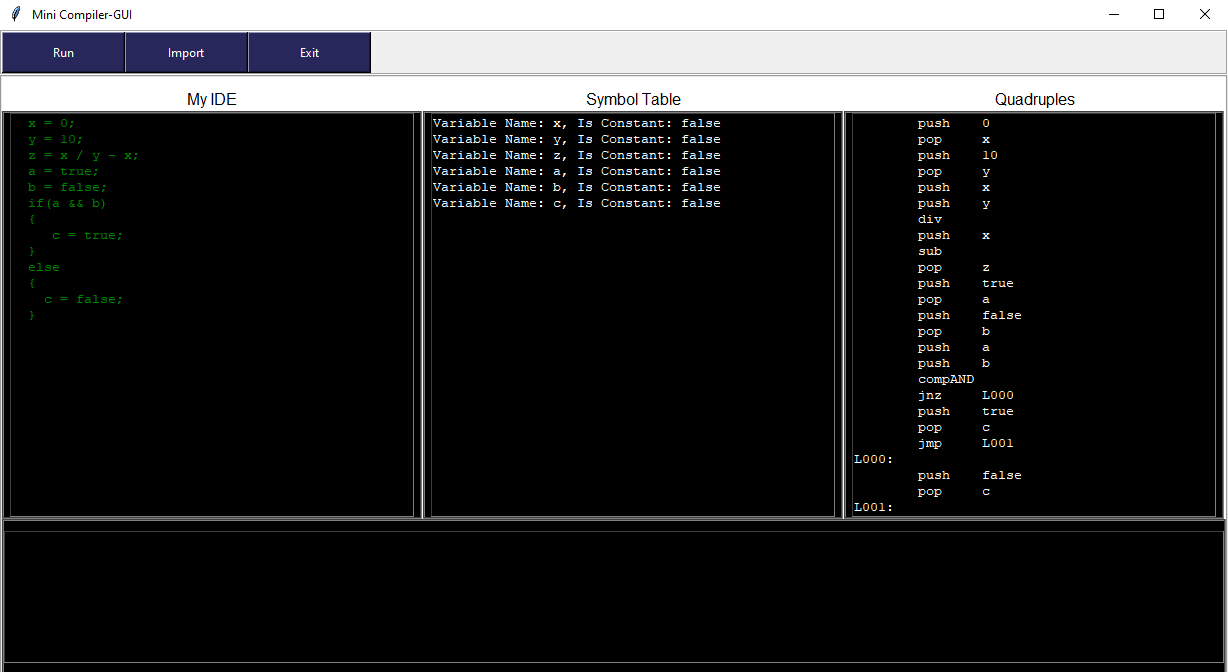 Mini Compiler-GUI
Run Import Exit
My IDE
x = 0;
y = 10;
z = x / y - x;
a = true;
b = false;
if(a && b)
{
c = true;
}
else
{
c = false;
}
Symbol Table
Variable Name: x, Is Constant: false
Variable Name: y, Is Constant: false
Variable Name: z, Is Constant: false
Variable Name: a, Is Constant: false
Variable Name: b, Is Constant: false
Variable Name: c, Is Constant: false
Quadruples
push 0
pop x
push 10
pop y
push x
push y
div
push x
sub
pop z
push true
pop a
push false
pop b
push a
push b
compAND
jnz L000
push true
pop c
jmp L001
L000:
push false
pop c
L001: